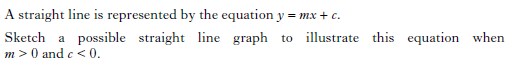 A straight line is represented by the equation y = mx + c.
Sketch a possible straight line graph to illustrate this equation when
m > 0 and c < 0.